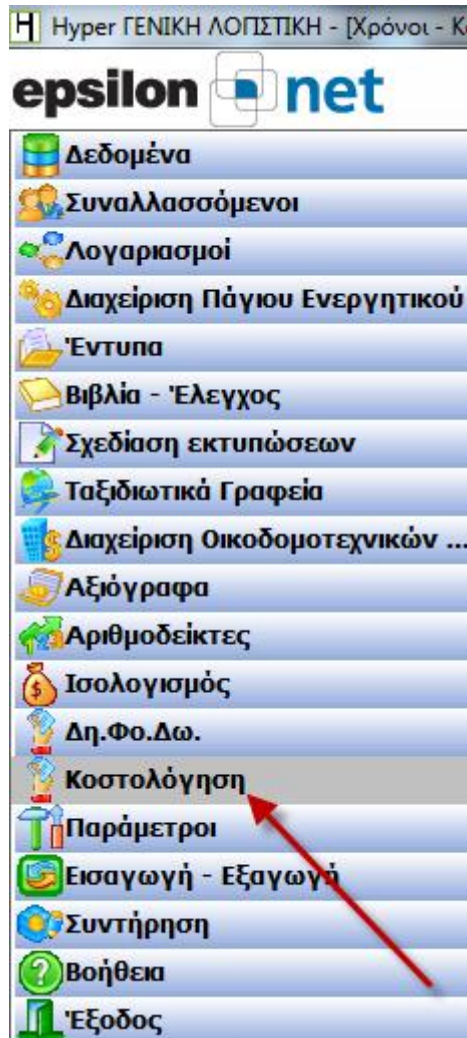 Hyper ΓΕΝΙΚΗ ΛΟΓΙΣΤΙΚΗ - [Χρόνοι - Κ
epsilon net
Δεδομένα
Συναλλασσόμενοι
Λογαριασμοί
Διαχείριση Πάγιου Ενεργητικού
Έντυπα
Βιβλία - Έλεγχος
Σχεδίαση εκτυπώσεων
Ταξιδιωτικά Γραφεία
Διαχείριση Οικοδομοτεχνικών ...
Αξιόγραφα
Αριθμοδείκτες
Ισολογισμός
Δη.Φο.Δω.
Κοστολόγηση
Παράμετροι
Εισαγωγή - Εξαγωγή
Συντήρηση
Βοήθεια
Έξοδος